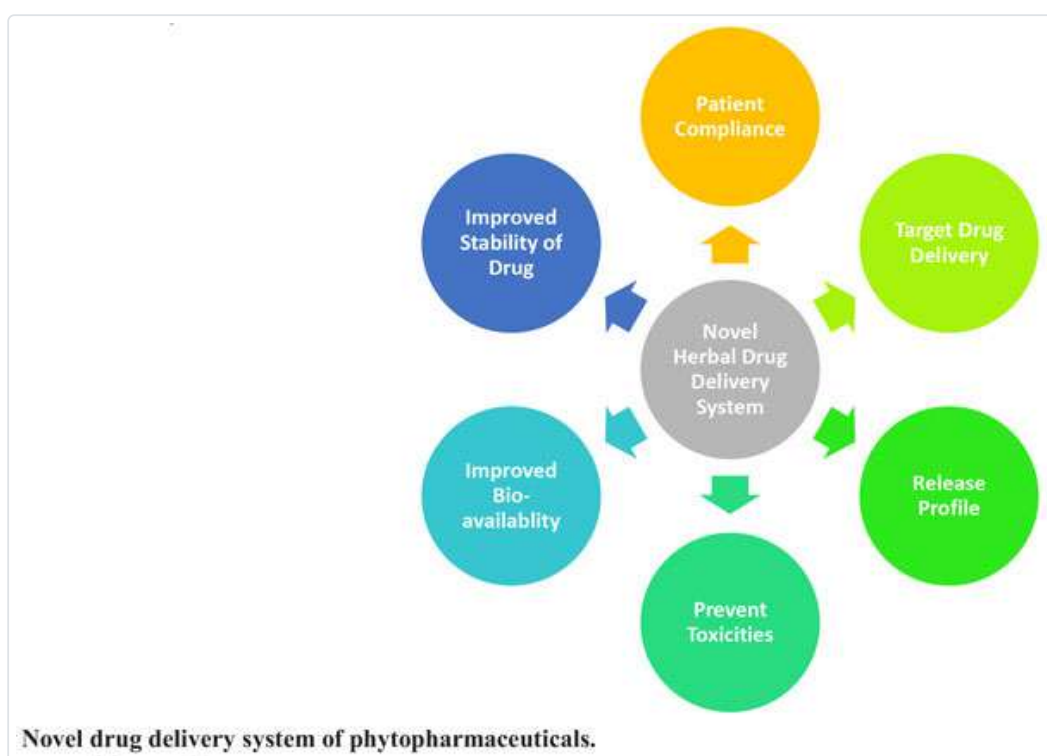 Patient
Compliance
Improved
Stability of
Drug
Target Drug
Delivery
Novel
Herbal Drug
Delivery
System
Improved
Bio-
availablity
Release
Profile
Prevent
Toxicities
Novel drug delivery system of phytopharmaceuticals.